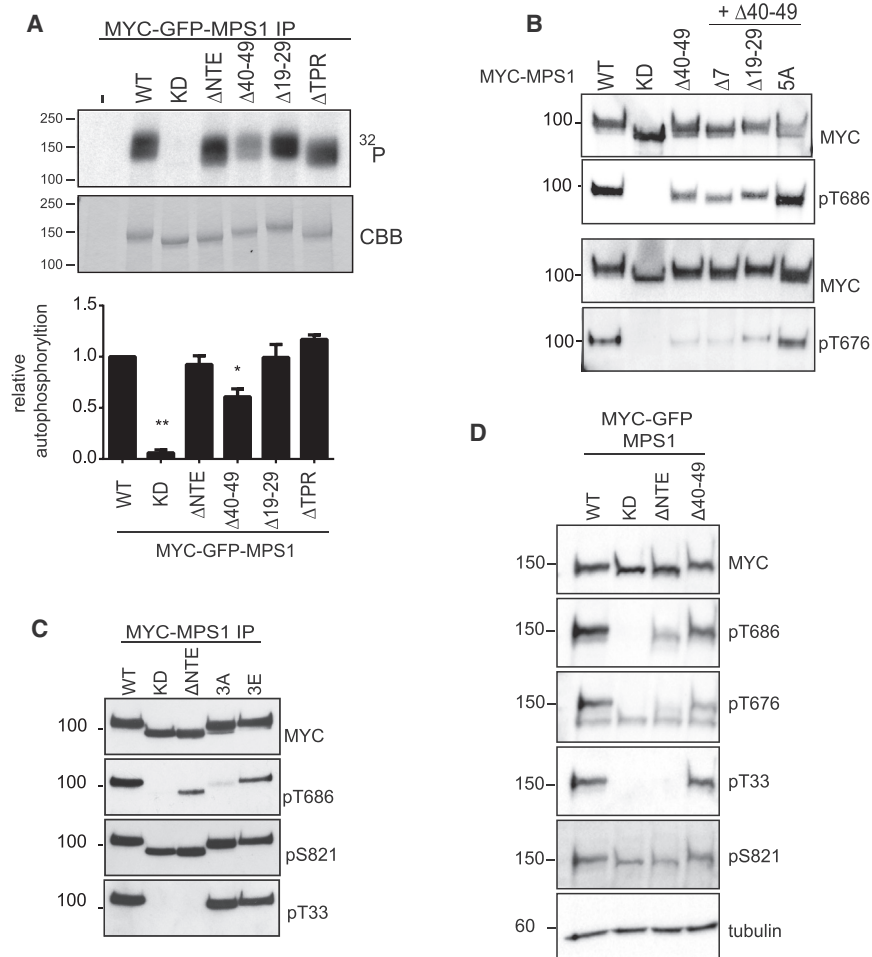 A
MYC-GFP-MPS1 IP
WT KD ΔNTE Δ40-49 Δ19-29 ΔTPR
250
150
100
32P
250
150
100
CBB
1.5
1.0
0.5
0.0
relative
autophosphoryltion
**
*
WT KD ΔNTE Δ40-49 Δ19-29 ΔTPR
MYC-GFP-MPS1
B
+ Δ40-49
MYC-MPS1 WT KD Δ40-49 Δ7 Δ19-29 5A
100 MYC
100 pT686
100 MYC
100 pT676
C
MYC-MPS1 IP
WT KD ΔNTE 3A 3E
100 MYC
100 pT686
100 pS821
100 pT33
D
MYC-GFP
MPS1
WT KD ΔNTE Δ40-49
150 MYC
150 pT686
150 pT676
150 pT33
150 pS821
60 tubulin